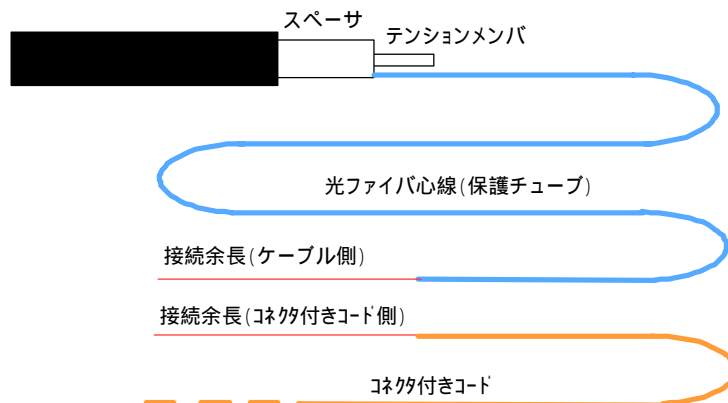 スペーサ
テンションメンバ
光ファイバ心線(保護チューブ)
接続余長(ケーブル側)
接続余長(ｺﾈｸﾀ付きｺｰﾄﾞ側)
ｺﾈｸﾀ付きｺｰﾄﾞ